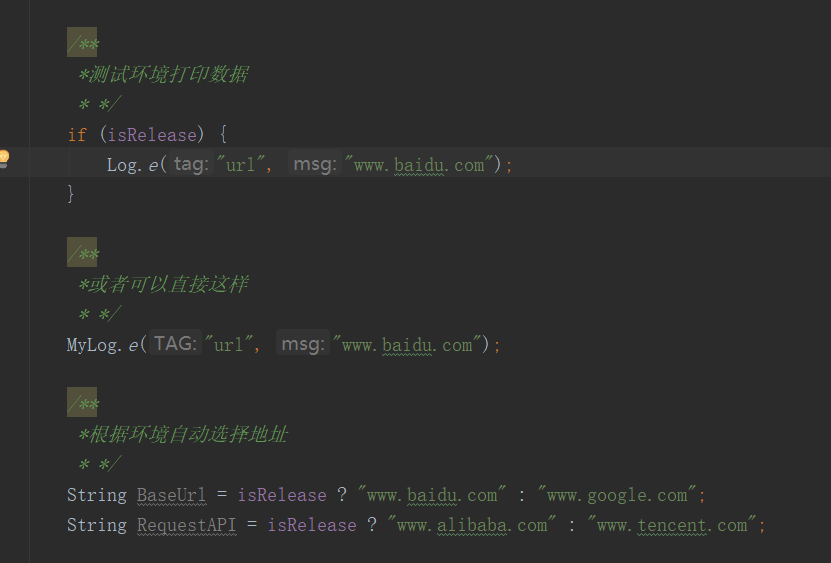 /**
*测试环境打印数据
* */
if (isRelease) {
Log.e( tag: "url", msg: "www.baidu.com");
}
/**
*或者可以直接这样
* */
MyLog.e( TAG: "url", msg: "www.baidu.com");
/**
*根据环境自动选择地址
* */
String BaseUrl = isRelease ? "www.baidu.com" : "www.google.com";
String RequestAPI = isRelease ? "www.alibaba.com" : "www.tencent.com";